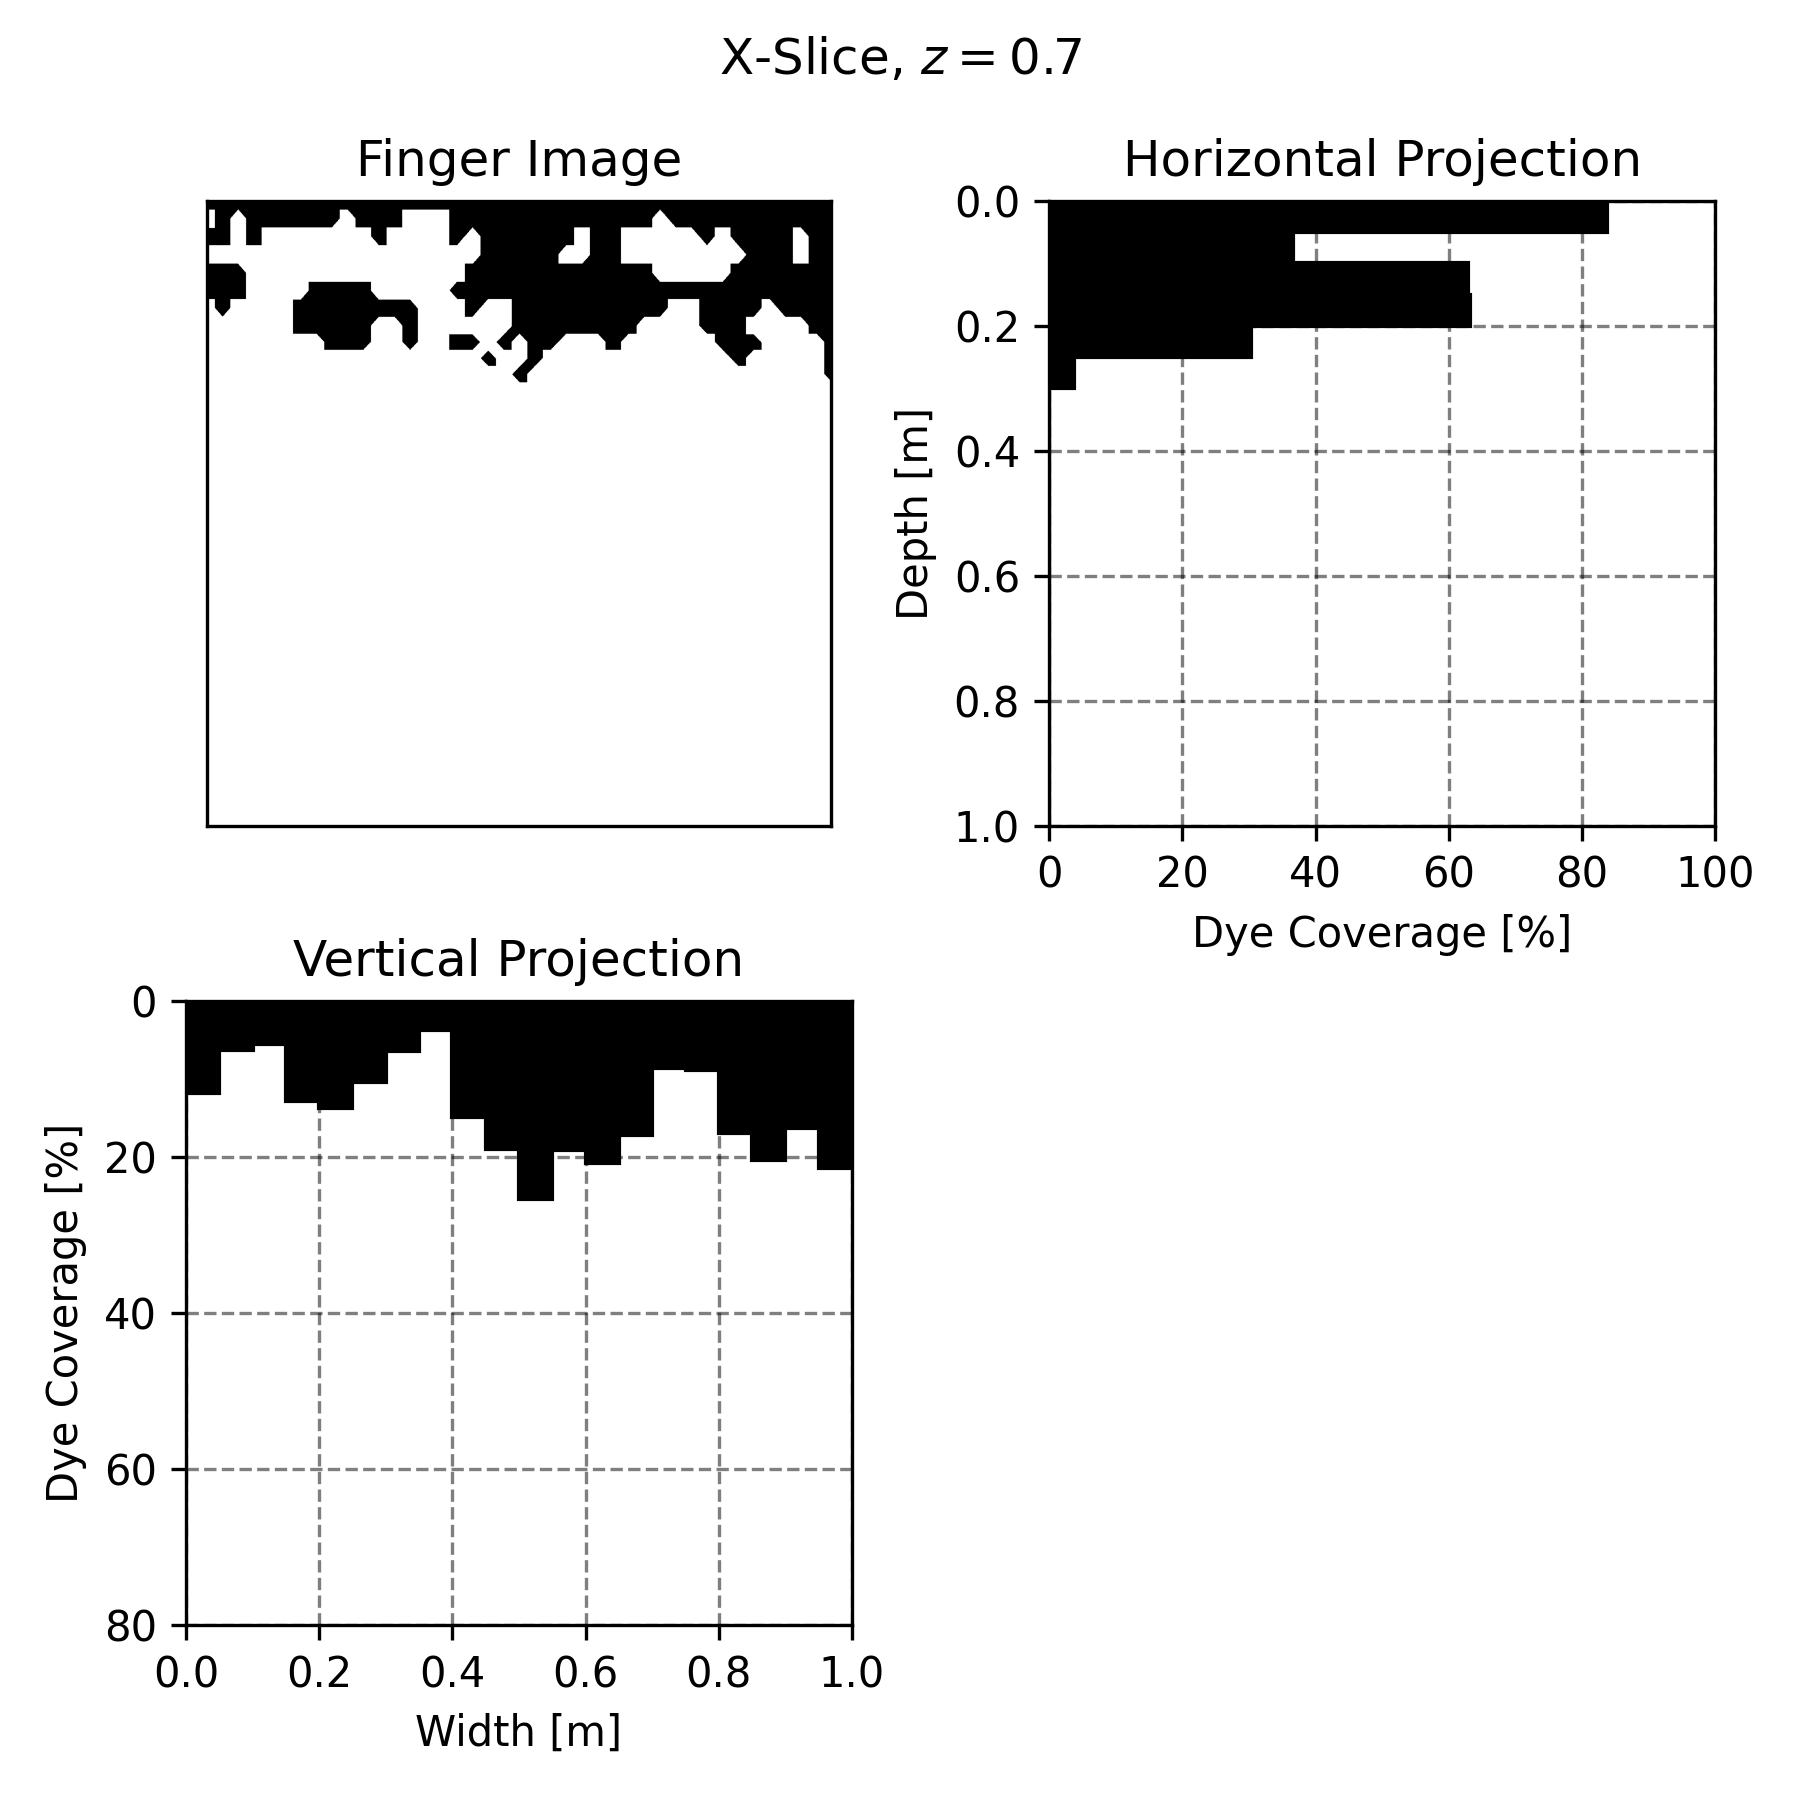 X-Slice, z = 0.7
Finger Image
Horizontal Projection
0.0
0.2
0.4
0.6
0.8
1.0
Depth [m]
0 20 40 60 80 100
Dye Coverage [%]
Vertical Projection
0
20
40
60
80
Dye Coverage [%]
0.0 0.2 0.4 0.6 0.8 1.0
Width [m]